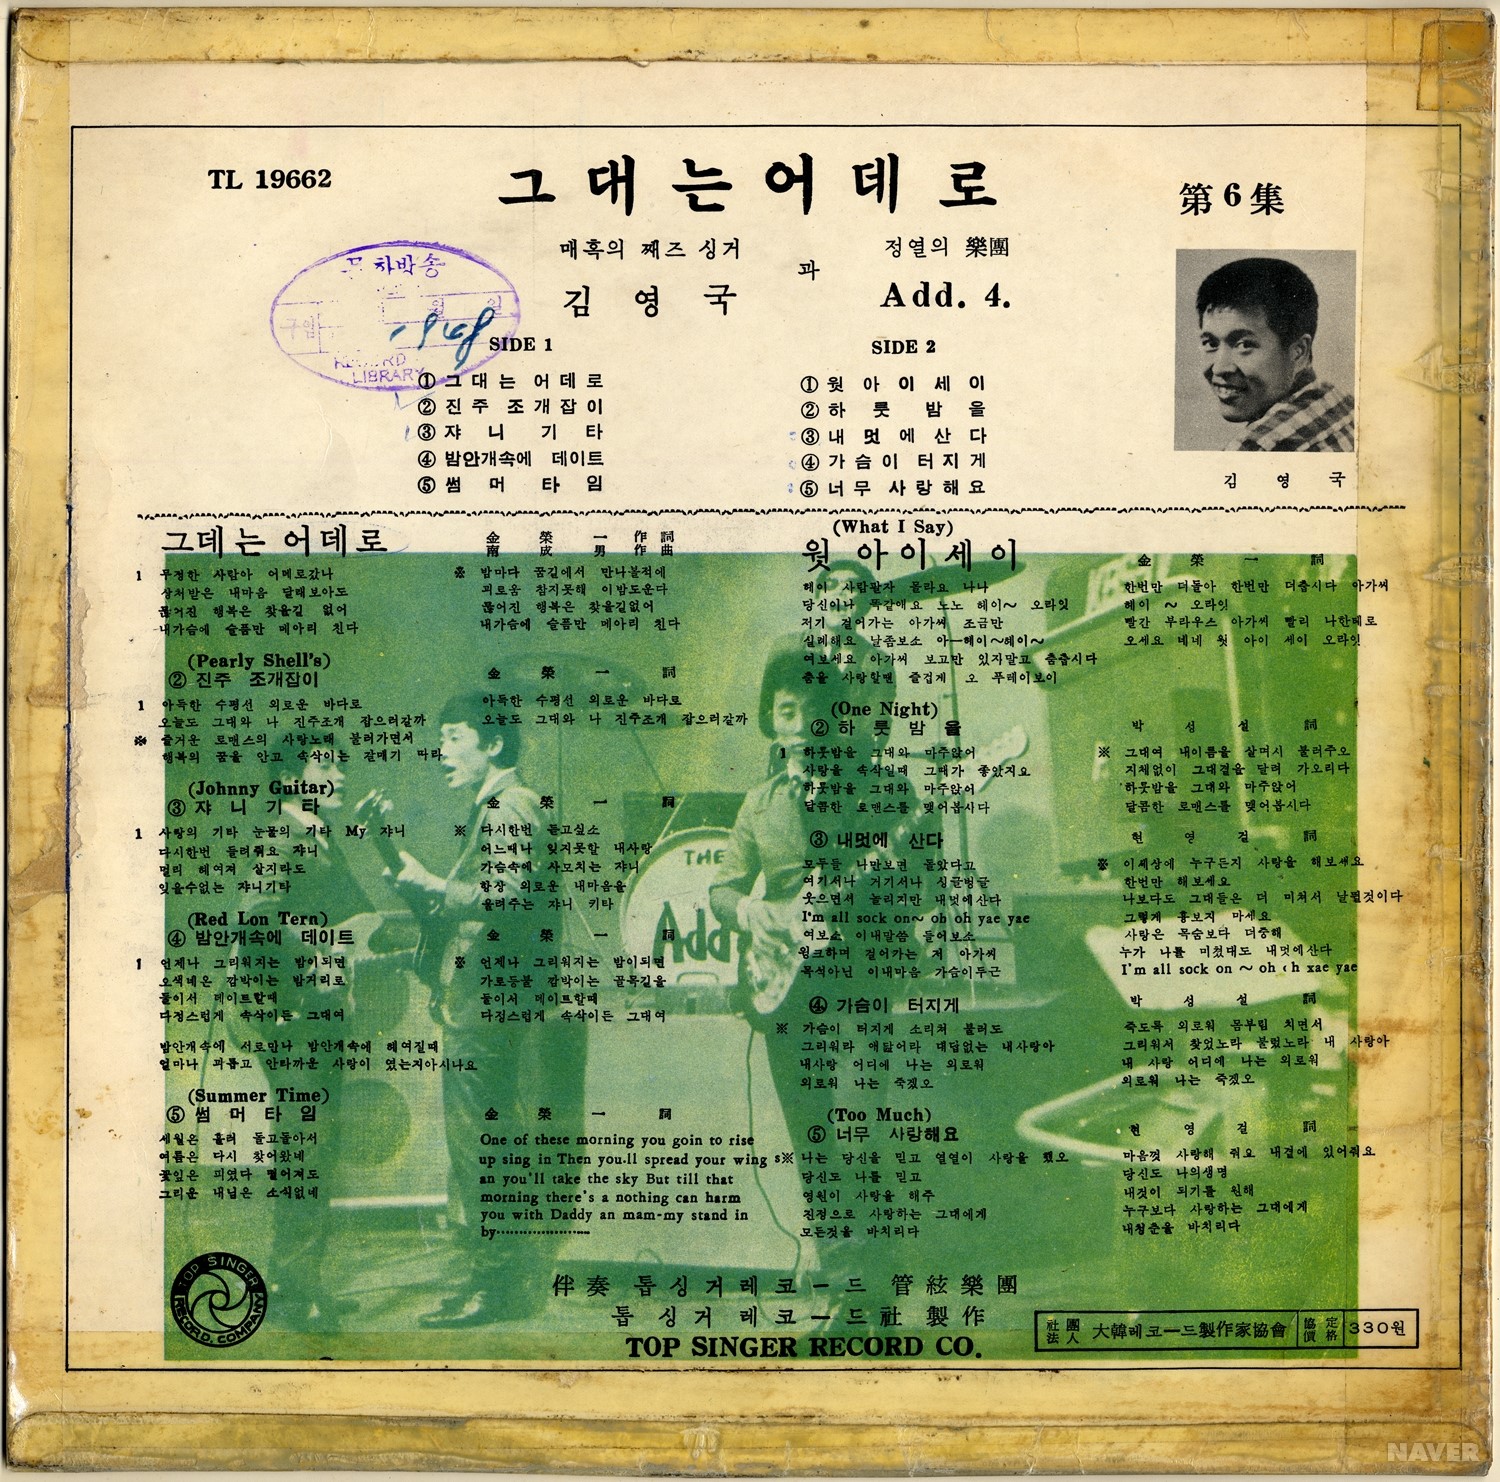 TL 19662
그대는어데로
第6集
매혹의 째즈 싱거
김영국
과
정열의 樂團
Add. 4.
무차박송
구입 월 일
1968
RECORD
LIBRARY
SIDE 1
① 그대는 어데로
② 진주 조개잡이
③ 쟈니 기타
④ 밤안개속에 데이트
⑤ 썸머 타임
SIDE 2
① 웟 아이 세이
② 하룻밤을
③ 내 멋에 산다
④ 가슴이 터지게
⑤ 너무 사랑해요
김영국
그데는 어데로
金榮一 作詞
南成男 作曲
1 무정한 사람아 어데로갔나
상처받은 내마음 달래보아도
끊어진 행복은 찾을길 없어
내가슴에 슬픔만 메아리 친다
※ 밤마다 꿈길에서 만나볼적에
괴로움 참지못해 이밤도운다
끊어진 행복은 찾을길없어
내가슴에 슬픔만 메아리 친다
(Pearly Shell's)
② 진주 조개잡이
金榮一 詞
1 아득한 수평선 외로운 바다로
오늘도 그대와 나 진주조개 잡으러갈까
※ 즐거운 로맨스의 사랑노래 불러가면서
행복의 꿈을 안고 속삭이는 갈매기 따라
아득한 수평선 외로운 바다로
오늘도 그대와 나 진주조개 잡으러갈까
(Johnny Guitar)
③ 쟈니 기타
金榮一 詞
1 사랑의 기타 눈물의 기타 My 쟈니
다시한번 들려줘요 쟈니
멀리 헤여져 살지라도
잊을수없는 쟈니기타
※ 다시한번 듣고싶소
어느때나 잊지못할 내사랑
가슴속에 사모치는 쟈니
항상 외로운 내마음을
울려주는 쟈니 키타
(Red Lon Tern)
④ 밤안개속에 데이트
金榮一 詞
1 언제나 그리워지는 밤이되면
오색네온 깜박이는 밤거리로
둘이서 데이트할때
다정스럽게 속삭이든 그대여
※ 언제나 그리워지는 밤이되면
가로등불 깜박이는 골목길을
둘이서 데이트할때
다정스럽게 속삭이든 그대여
밤안개속에 서로만나 밤안개속에 헤여질때
얼마나 괴롭고 안타까운 사랑이 였는지아시나요
(Summer Time)
⑤ 썸머타임
金榮一 詞
세월은 흘러 돌고돌아서
여름은 다시 찾어왔네
꽃잎은 피였다 떨어져도
그리운 내님은 소식없네
One of these morning you goin to rise
up sing in Then you.ll spread your wing s
an you'll take the sky But till that
morning there's a nothing can harm
you with Daddy an mam-my stand in
by······················
(What I Say)
웟 아이세이
金榮一 詞
헤이 사람괄자 몰라요 나나
당신이나 똑같애요 노노 헤이～ 오라잇
저기 걸어가는 아가씨 조금만
실례해요 날좀보소 아―헤이～헤이～
여보세요 아가씨 보고만 있지말고 춤춥시다
춤을 사랑할땐 즐겁게 오 푸레이보이
한번만 더돌아 한번만 더춥시다 아가씨
헤이 ～ 오라잇
빨간 부라우스 아가씨 빨리 나한테로
오세요 네네 웟 아이 세이 오라잇
(One Night)
② 하룻밤을
박성설 詞
1 하룻밤을 그대와 마주앉어
사랑을 속삭일때 그때가 좋았지요
하룻밤을 그대와 마주앉어
달콤한 로맨스를 맺어봅시다
※ 그대여 내이름을 살며시 불러주오
지체없이 그대곁을 달려 가오리다
하룻밤을 그대와 마주앉어
달콤한 로맨스를 맺어봅시다
③ 내멋에 산다
현영걸 詞
모두들 나만보면 돌았다고
여기서나 거기서나 싱글벙글
웃으면서 놀리지만 내멋에산다
I'm all sock on～ oh oh yae yae
여보소 이내말씀 들어보소
윙크하며 걸어가는 저 아가씨
목석아닌 이내마음 가슴이두근
※ 이세상에 누구든지 사랑을 해보세요
한번만 해보세요
나보다도 그대들은 더 미쳐서 날뛸것이다
그렇게 흉보지 마세요
사랑은 목숨보다 더중해
누가 나를 미쳤대도 내멋에산다
I'm all sock on ～ oh oh xae yae
④ 가슴이 터지게
박성설 詞
※ 가슴이 터지게 소리쳐 불러도
그리워라 애탔어라 대답없는 내사랑아
내사랑 어디에 나는 외로워
외로워 나는 죽겠오
죽도록 외로워 몸부림 치면서
그리워서 찾었노라 불렀노라 내 사랑아
내 사랑 어디에 나는 외로워
외로워 나는 죽겠오
(Too Much)
⑤ 너무 사랑해요
현영걸 詞
※ 나는 당신을 믿고 열열이 사랑을 했오
당신도 나를 믿고
영원이 사랑을 해주
진정으로 사랑하는 그대에게
모든것을 바치리다
마음껏 사랑해 줘요 내곁에 있어줘요
당신도 나의생명
내것이 되기를 원해
누구보다 사랑하는 그대에게
내청춘을 바치리다
THE
Add
TOP SINGER
RECORD. COMPANY
伴奏 톱싱거레코―드 管絃樂團
톱싱거레코―드社 製作
TOP SINGER RECORD CO.
社團法人 大韓레코―드製作家協會 協定價格 330원
NAVER